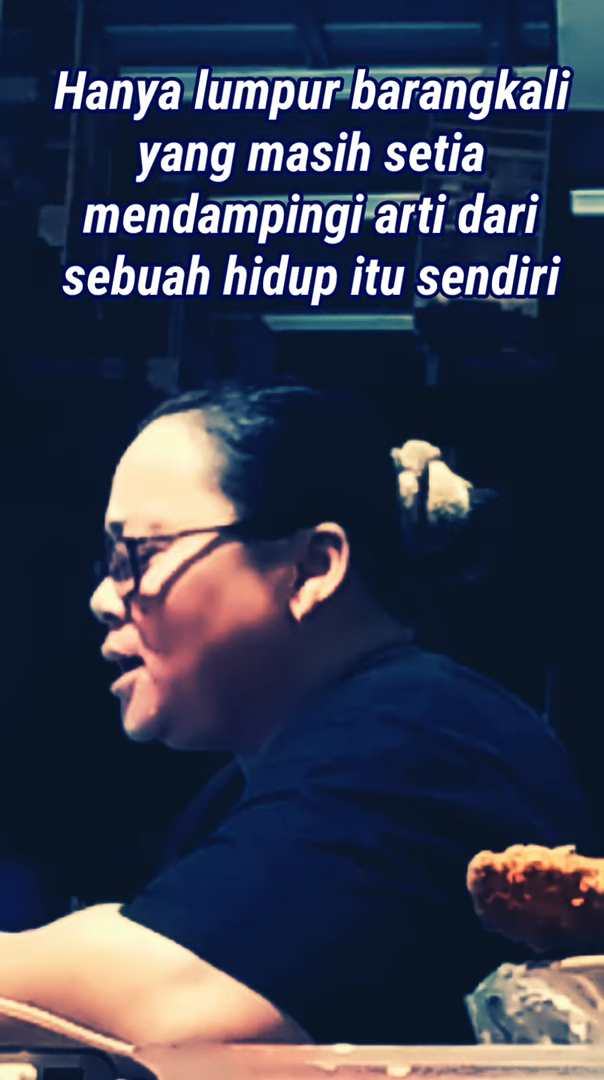 Hanya lumpur barangkali
yang masih setia
mendampingi arti dari
sebuah hidup itu sendiri